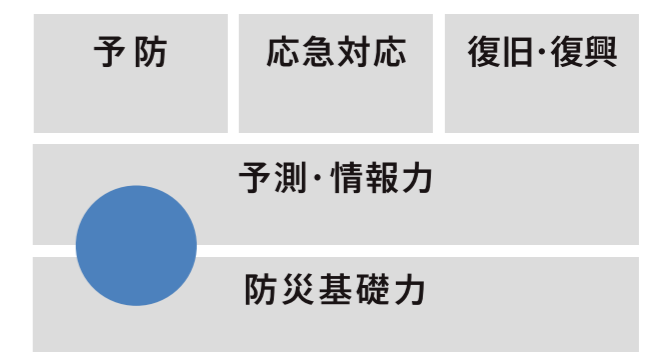 予防
応急対応
復旧・復興
予測・情報力
防災基礎力